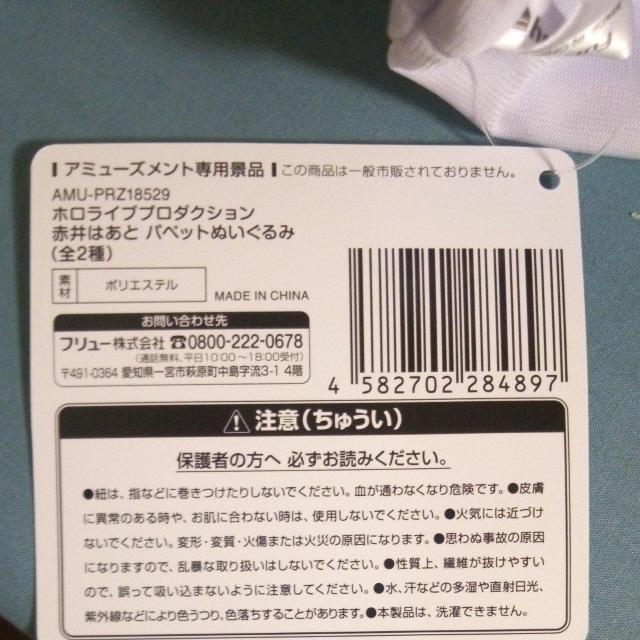 アミューズメント専用景品 この商品は一般市販されておりません。
AMU-PRZ18529
ホロライブプロダクション
赤井はあと パペットぬいぐるみ
(全2種)
素材 ポリエステル
MADE IN CHINA
お問い合わせ先
フリュー株式会社 ☎0800-222-0678
(通話無料、平日10:00〜18:00受付)
〒491-0364 愛知県一宮市萩原町中島字流3-1 4階
4 582702 284897
⚠注意(ちゅうい)
保護者の方へ 必ずお読みください。
●紐は、指などに巻きつけたりしないでください。血が通わなくなり危険です。●皮膚
に異常のある時や、お肌に合わない時は、使用しないでください。●火気には近づけ
ないでください。変形・変質・火傷または火災の原因になります。●思わぬ事故の原因
になりますので、乱暴な取り扱いはしないでください。●性質上、繊維が抜けやすい
ので、誤って吸い込まないように注意してください。●水、汗などの多湿や直射日光、
紫外線などにより色うつり、色落ちすることがあります。●本製品は、洗濯できません。